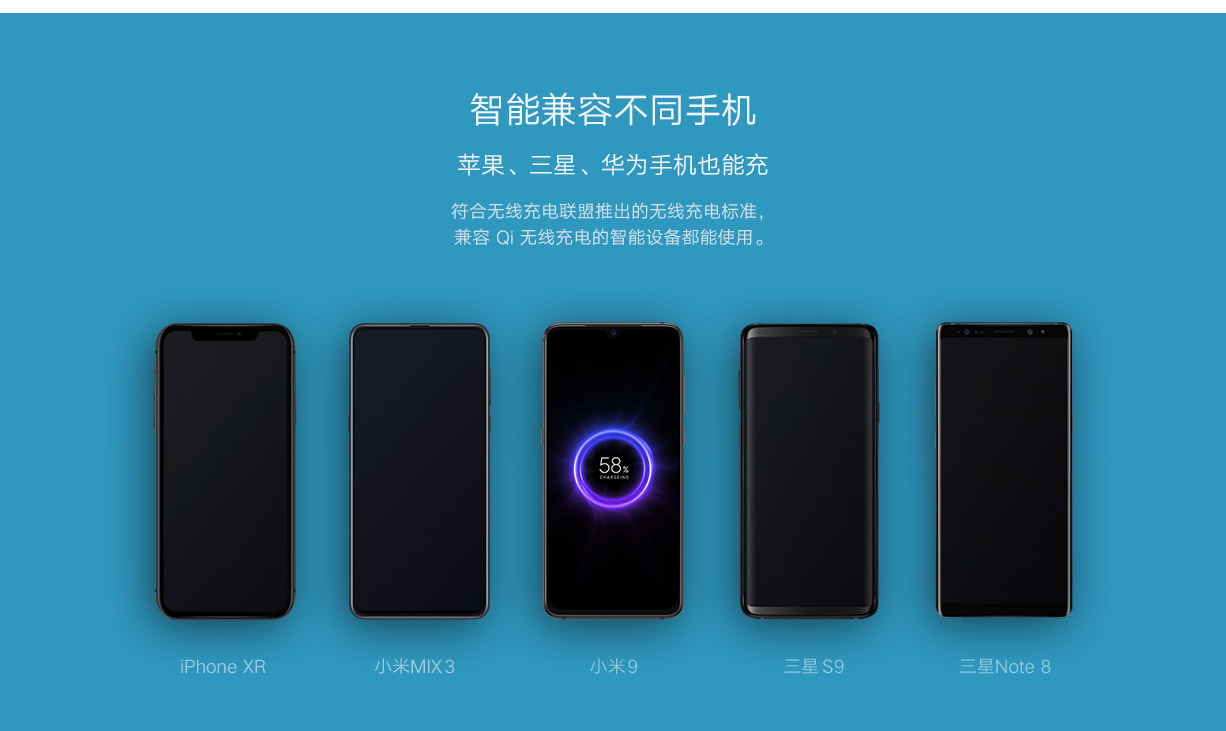 智能兼容不同手机
苹果、三星、华为手机也能充
符合无线充电联盟推出的无线充电标准，
兼容 Qi 无线充电的智能设备都能使用。
58%
CHARGEING
iPhone XR
小米MIX3
小米9
三星S9
三星Note 8